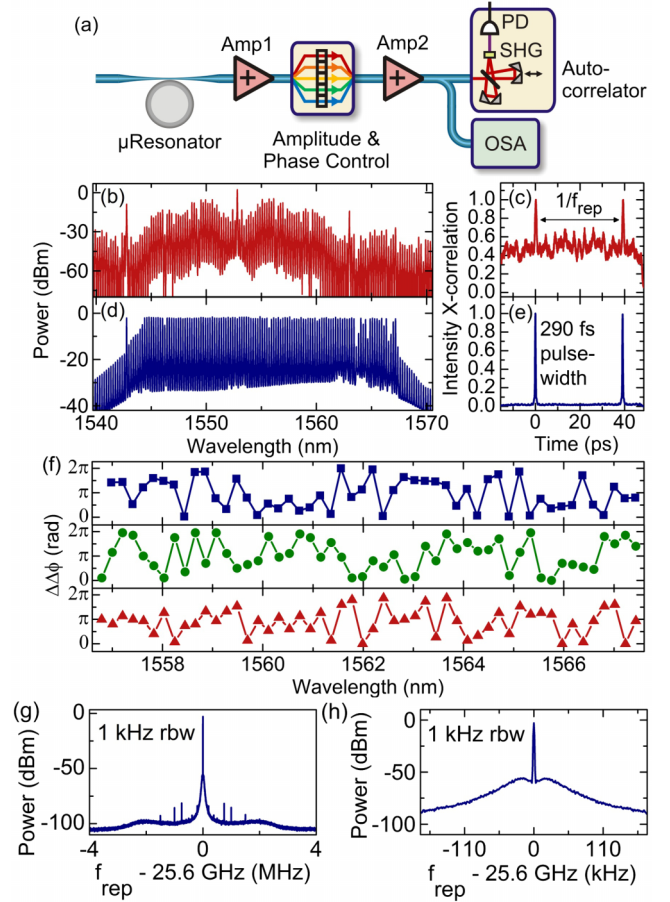 (a)
PD
SHG
Amp1
Amp2
Auto-
correlator
μResonator
Amplitude &
Phase Control
OSA
(b)
0
-30
-60
Power (dBm)
(d)
0
-20
-40
1540
1550
1560
1570
Wavelength (nm)
(c)
1/f_rep
1.0
0.8
0.6
0.4
0.2
0.0
Intensity X-correlation
(e)
290 fs
pulse-
width
1.0
0.8
0.6
0.4
0.2
0.0
0
20
40
Time (ps)
(f)
2π
π
0
2π
π
0
2π
π
0
ΔΔϕ (rad)
1558
1560
1562
1564
1566
Wavelength (nm)
(g)
1 kHz rbw
0
-50
-100
Power (dBm)
-4
0
4
f_rep - 25.6 GHz (MHz)
(h)
1 kHz rbw
0
-50
-100
Power (dBm)
-110
0
110
f_rep - 25.6 GHz (kHz)